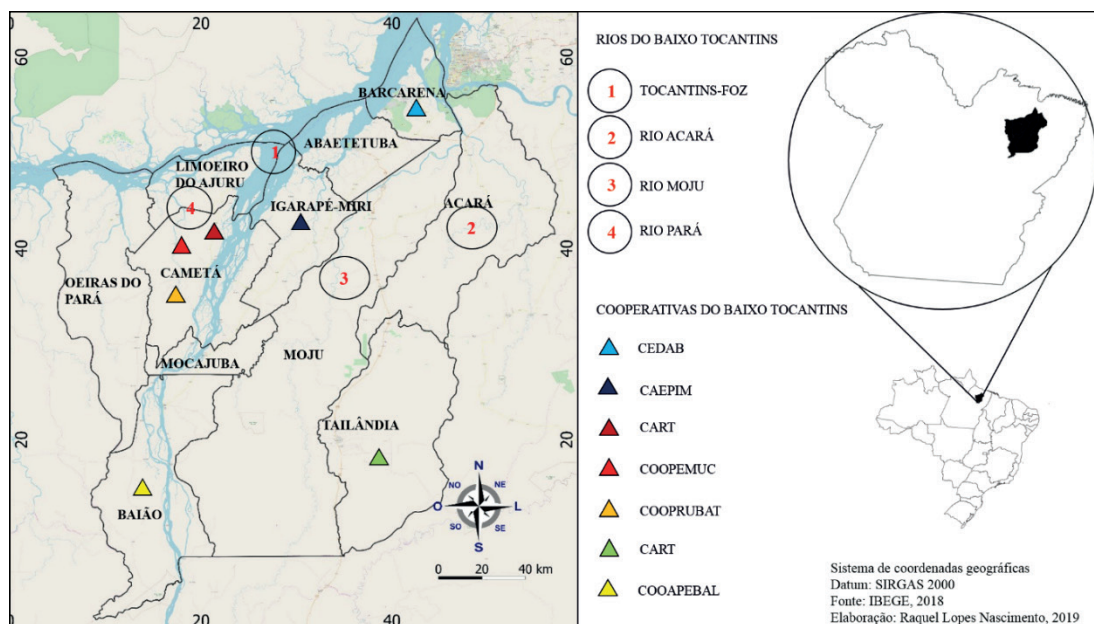 20
40
60
60
BARCARENA
ABAETETUBA
1
LIMOEIRO
DO AJURU
4
IGARAPÉ-MIRI
ACARÁ
2
40
40
CAMETÁ
OEIRAS DO
PARÁ
3
MOCAJUBA
MOJU
TAILÂNDIA
20
20
BAIÃO
N
NO
NE
O
L
SO
SE
S
0
20
40 km
20
40
RIOS DO BAIXO TOCANTINS
1 TOCANTINS-FOZ
2 RIO ACARÁ
3 RIO MOJU
4 RIO PARÁ
COOPERATIVAS DO BAIXO TOCANTINS
CEDAB
CAEPIM
CART
COOPEMUC
COOPRUBAT
CART
COOAPEBAL
Sistema de coordenadas geográficas
Datum: SIRGAS 2000
Fonte: IBEGE, 2018
Elaboração: Raquel Lopes Nascimento, 2019